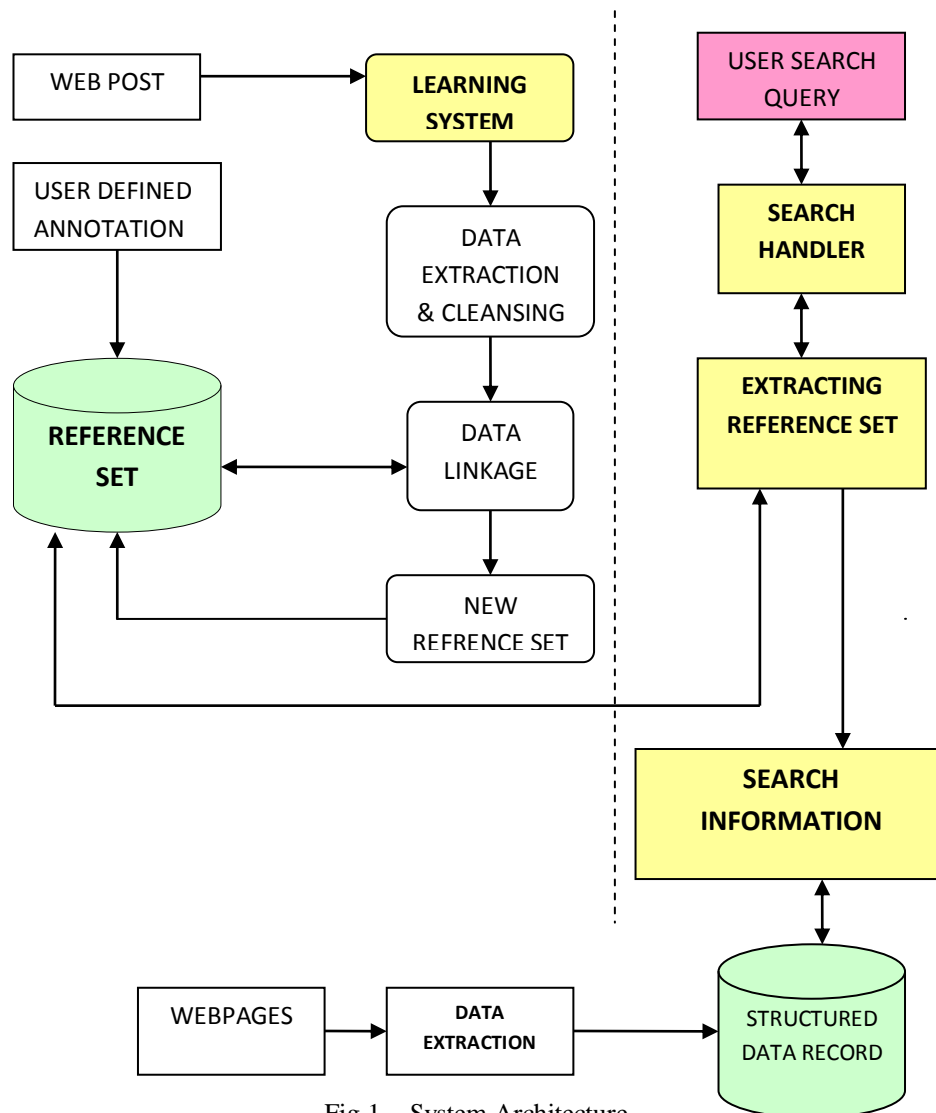 WEB POST
LEARNING
SYSTEM
USER SEARCH
QUERY
USER DEFINED
ANNOTATION
DATA
EXTRACTION
& CLEANSING
SEARCH
HANDLER
REFERENCE
SET
DATA
LINKAGE
EXTRACTING
REFERENCE SET
NEW
REFRENCE SET
SEARCH
INFORMATION
WEBPAGES
DATA
EXTRACTION
STRUCTURED
DATA RECORD
Fig 1. System Architecture